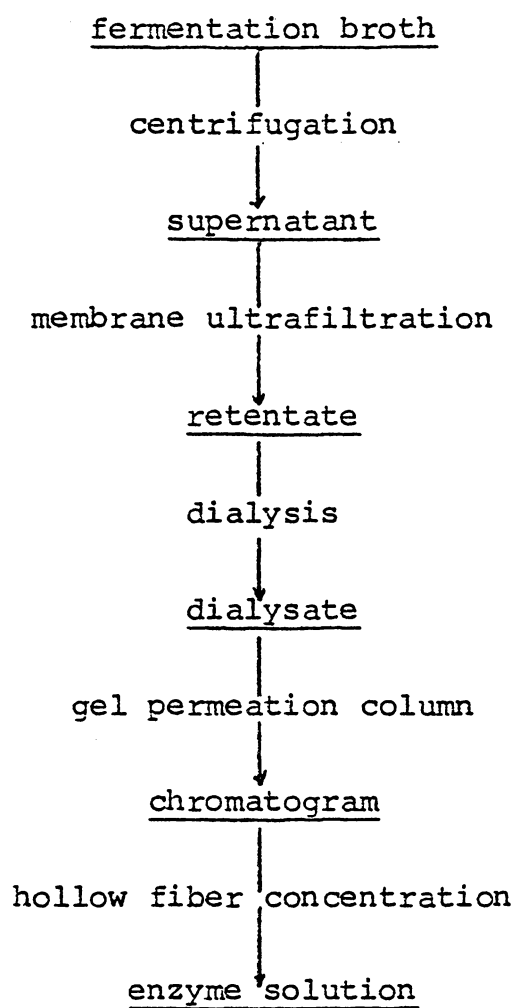 fermentation broth
centrifugation
supernatant
membrane ultrafiltration
retentate
dialysis
dialysate
gel permeation column
chromatogram
hollow fiber concentration
enzyme solution